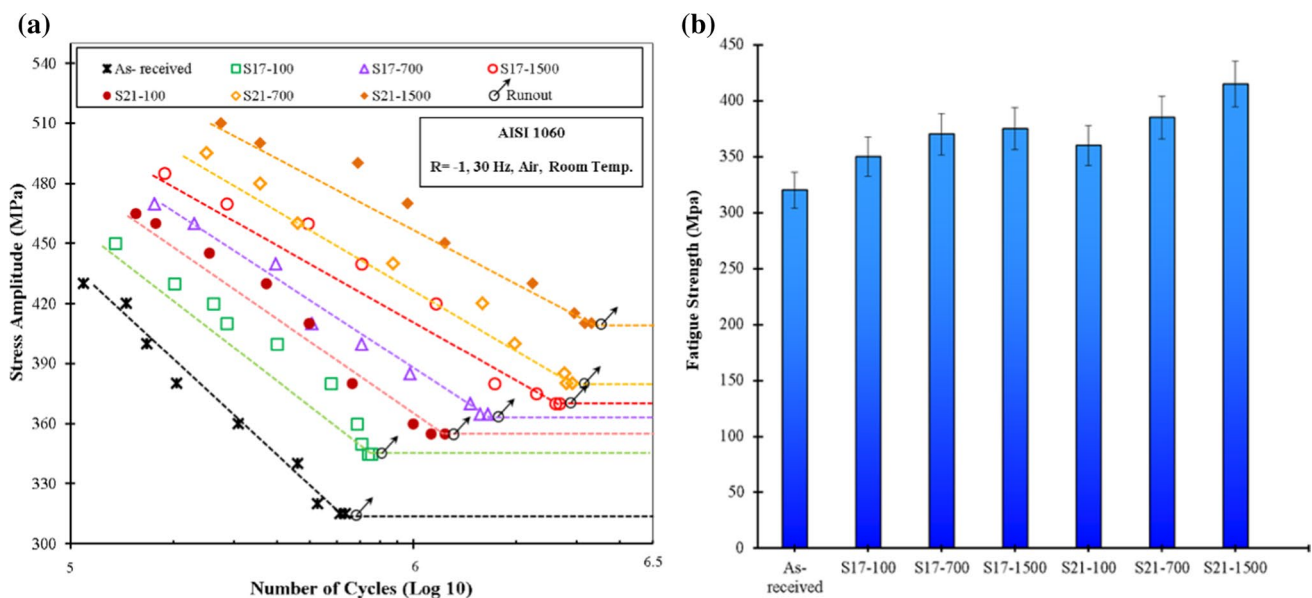 (a)
540
510
480
450
420
390
360
330
300
Stress Amplitude (MPa)
As- received S17-100 S17-700 S17-1500
S21-100 S21-700 S21-1500 Runout
AISI 1060
R= -1, 30 Hz, Air, Room Temp.
5 6 6.5
Number of Cycles (Log 10)
(b)
450
400
350
300
250
200
150
100
50
0
Fatigue Strength (Mpa)
As- S17-100 S17-700 S17-1500 S21-100 S21-700 S21-1500
received